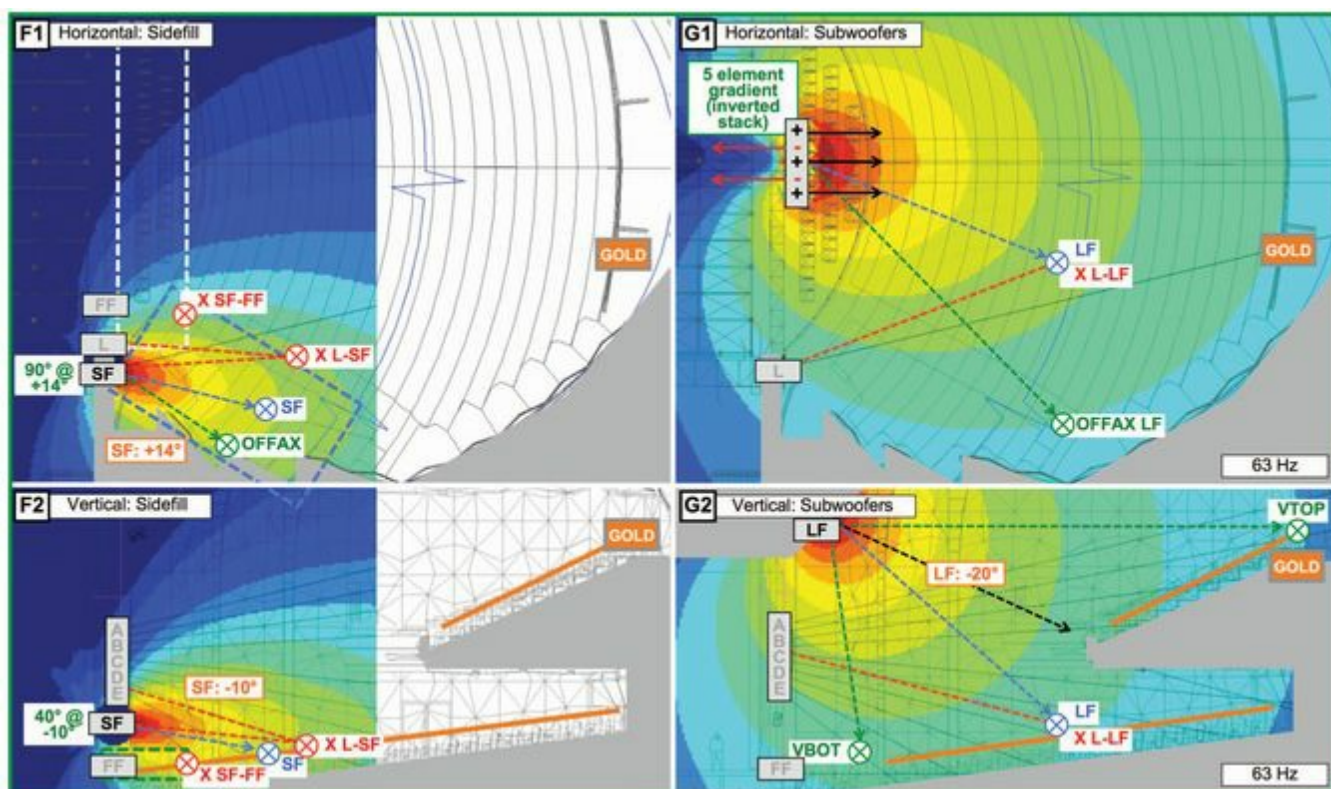 F1 Horizontal: Sidefill
FF
X SF-FF
L
X L-SF
90° @
+14°
SF
SF
OFFAX
SF: +14°
GOLD
G1 Horizontal: Subwoofers
5 element
gradient
(inverted
stack)
+
-
+
-
+
LF
X L-LF
GOLD
L
OFFAX LF
63 Hz
F2 Vertical: Sidefill
GOLD
A
B
C
D
E
SF: -10°
40° @
-10°
SF
X L-SF
SF
FF
X SF-FF
G2 Vertical: Subwoofers
LF
VTOP
GOLD
LF: -20°
A
B
C
D
E
LF
X L-LF
VBOT
FF
63 Hz